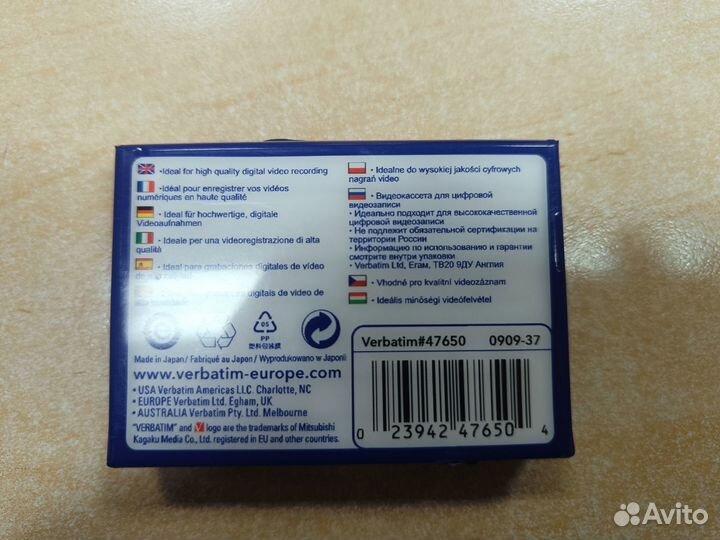 •Ideal for high quality digital video recording
•Idéal pour enregistrer vos vidéos
numériques en haute qualité
• Ideal für hochwertige, digitale
Videoaufnahmen
• Ideale per una videoregistrazione di alta
qualità
• Ideal para grabaciones digitales de vídeo
de
digitais de vídeo de
• Idealne do wysokiej jakości cyfrowych
nagrań video
• Видеокассета для цифровой
видеозаписи
• Идеально подходит для высококачественной
цифровой видеозаписи
• Не подлежит обязательной сертификации на
территории России
• Информацию по использованию и гарантии
смотрите внутри упаковки
• Verbatim Ltd, Егам, ТВ20 9ДУ Англия
• Vhodné pro kvalitní videozáznam
• Ideális minőségi videófelvétel
05
PP
Made in Japan/ Fabriqué au Japon/ Wyprodukowano w Japonii
www.verbatim-europe.com
• USA Verbatim Americas LLC. Charlotte, NC
• EUROPE Verbatim Ltd. Egham, UK
• AUSTRALIA Verbatim Pty. Ltd. Melbourne
"VERBATIM" and V logo are the trademarks of Mitsubishi
Kagaku Media Co., Ltd. registered in EU and other countries.
Verbatim#47650 0909-37
0 23942 47650 4
Avito